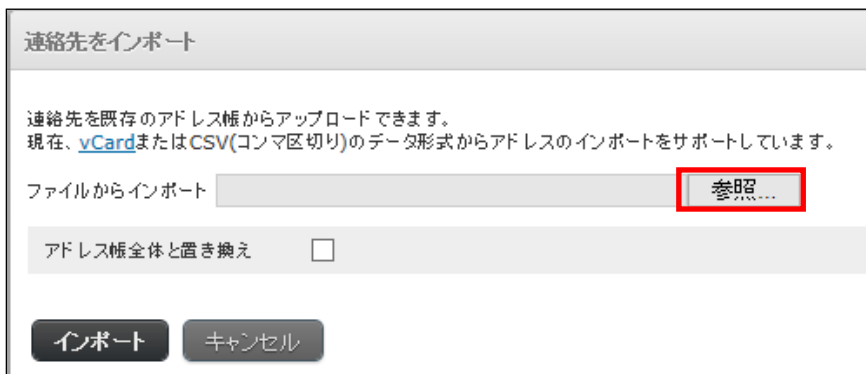 連絡先をインポート
連絡先を既存のアドレス帳からアップロードできます。
現在、vCardまたはCSV(コンマ区切り)のデータ形式からアドレスのインポートをサポートしています。
ファイルからインポート 参照...
アドレス帳全体と置き換え
インポート キャンセル